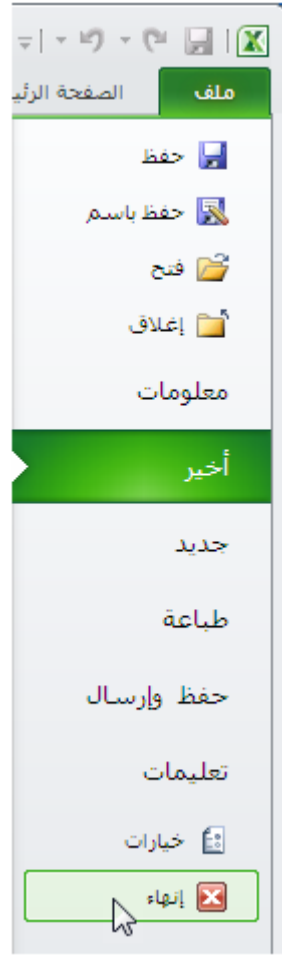 ملف الصفحة الرئي
حفظ
حفظ باسم
فتح
إغلاق
معلومات
أخير
جديد
طباعة
حفظ وإرسال
تعليمات
خيارات
إنهاء